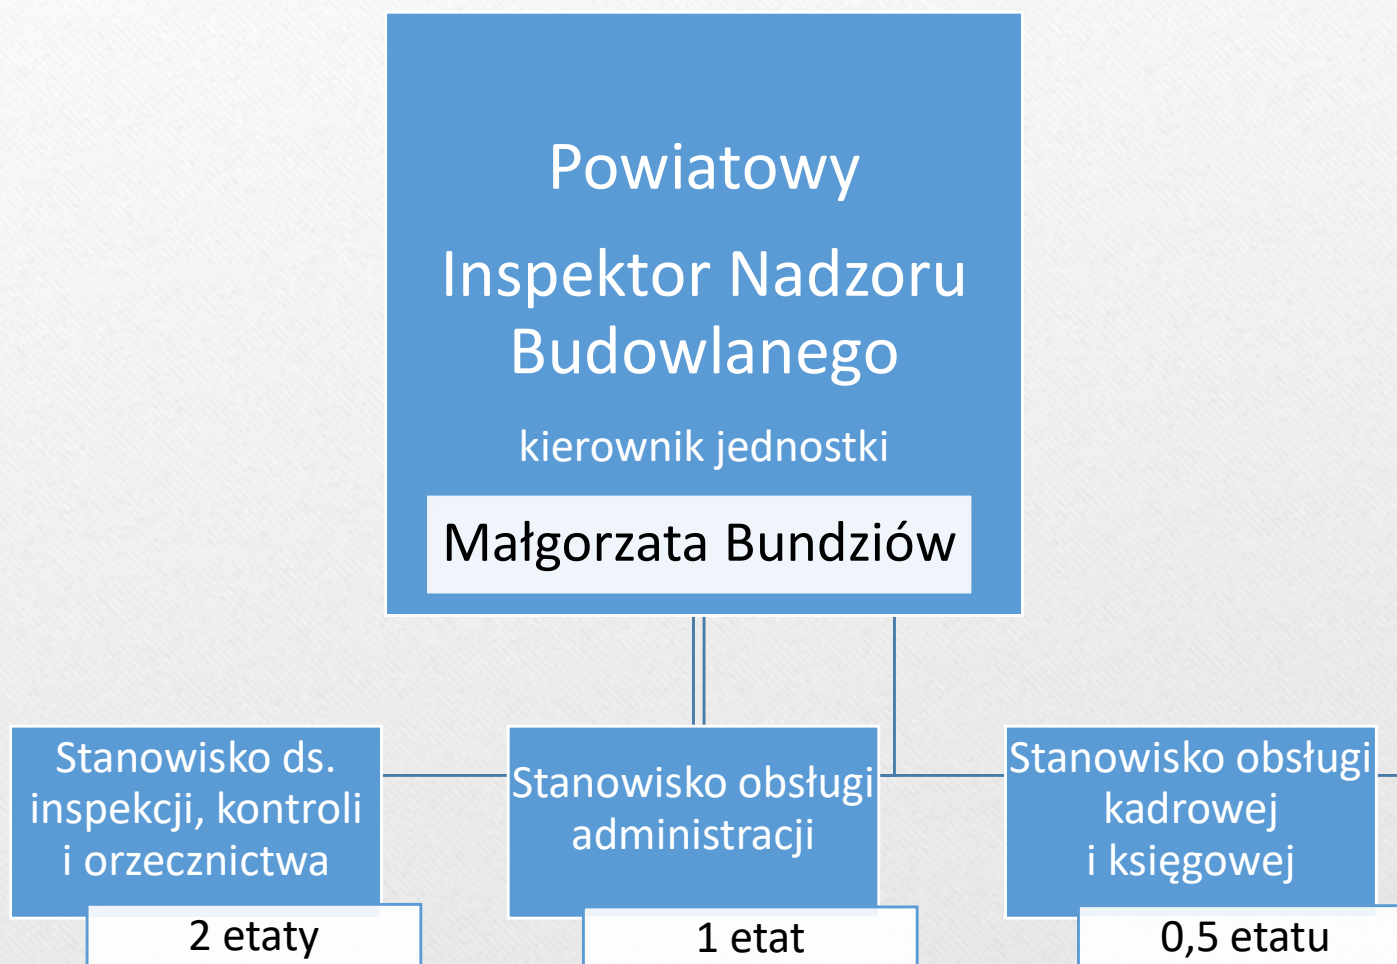 Powiatowy
Inspektor Nadzoru
Budowlanego
kierownik jednostki
Małgorzata Bundziów
Stanowisko ds.
inspekcji, kontroli
i orzecznictwa
2 etaty
Stanowisko obsługi
administracji
1 etat
Stanowisko obsługi
kadrowej
i księgowej
0,5 etatu